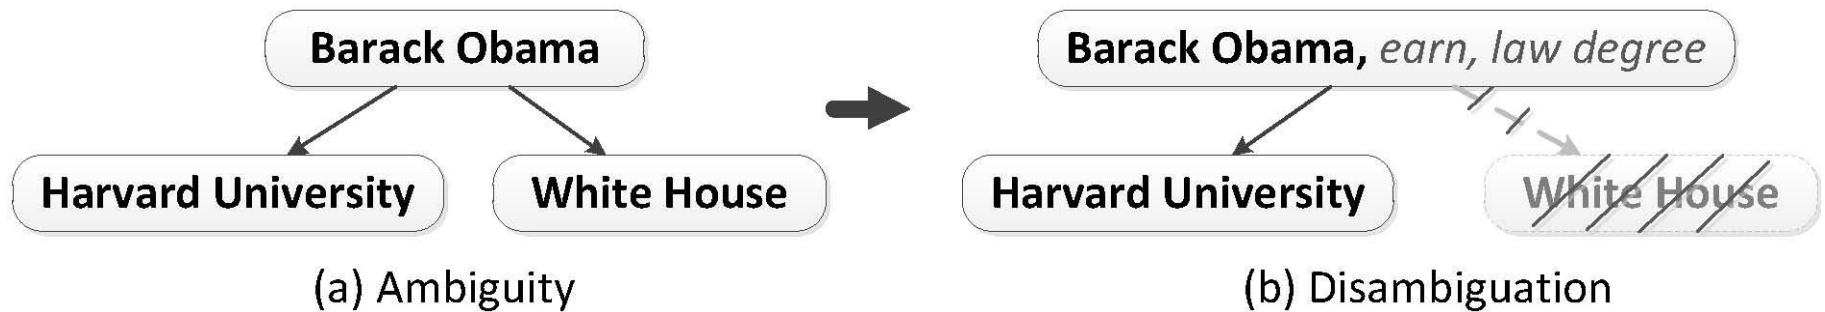 Barack Obama
Harvard University
White House
(a) Ambiguity
Barack Obama, earn, law degree
Harvard University
White House
(b) Disambiguation